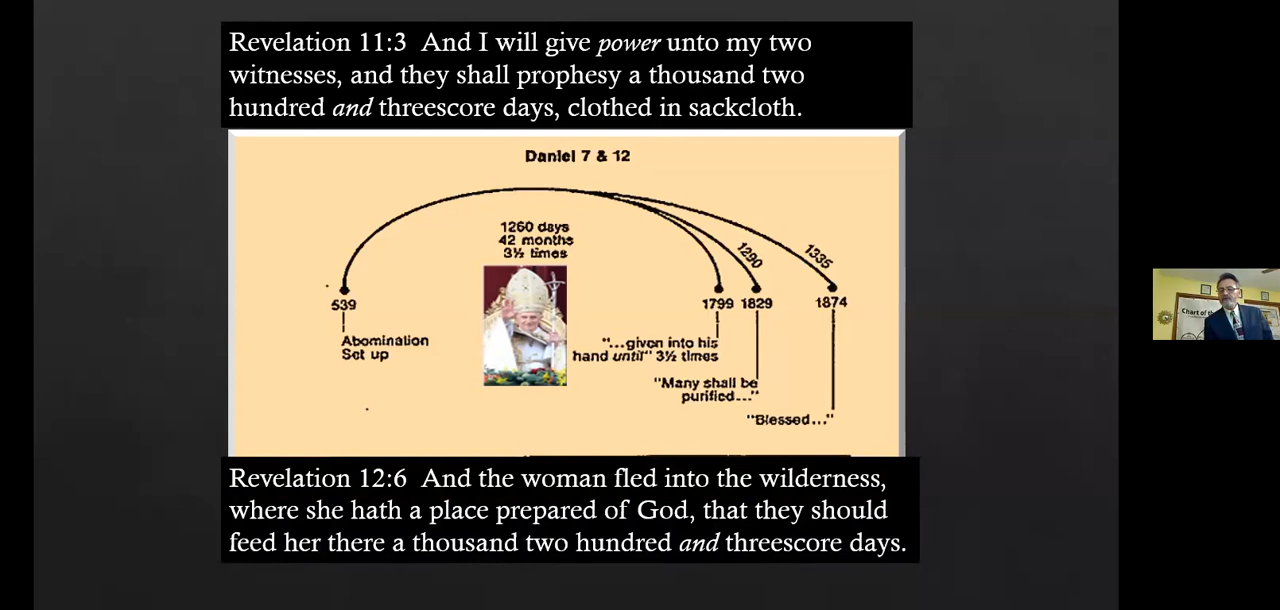 Revelation 11:3  And I will give power unto my two
witnesses, and they shall prophesy a thousand two
hundred and threescore days, clothed in sackcloth.
Daniel 7 & 12
1260 days
42 months
3½ times
1290
1335
539
1799 1829
1874
Abomination
Set up
"...given into his
hand until" 3½ times
"Many shall be
purified..."
"Blessed..."
Chart of th
Revelation 12:6  And the woman fled into the wilderness,
where she hath a place prepared of God, that they should
feed her there a thousand two hundred and threescore days.